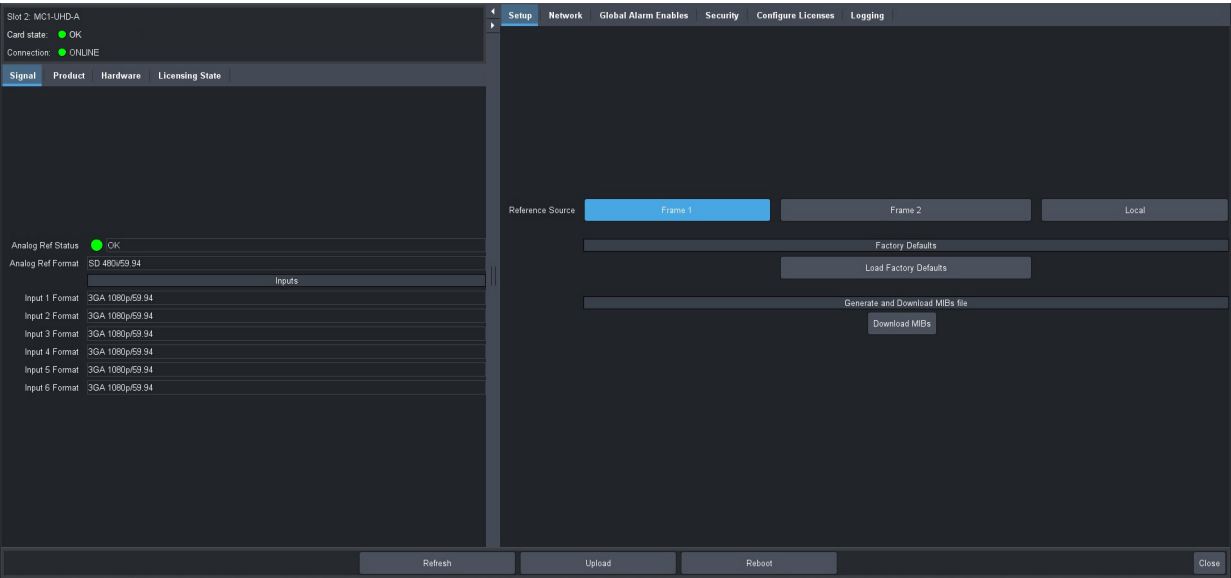 Slot 2: MC1-UHD-A
Card state: OK
Connection: ONLINE
Signal Product Hardware Licensing State
Analog Ref Status OK
Analog Ref Format SD 480i/59.94
Inputs
Input 1 Format 3GA 1080p/59.94
Input 2 Format 3GA 1080p/59.94
Input 3 Format 3GA 1080p/59.94
Input 4 Format 3GA 1080p/59.94
Input 5 Format 3GA 1080p/59.94
Input 6 Format 3GA 1080p/59.94
Setup Network Global Alarm Enables Security Configure Licenses Logging
Reference Source Frame 1 Frame 2 Local
Factory Defaults
Load Factory Defaults
Generate and Download MIBs file
Download MIBs
Refresh Upload Reboot Close